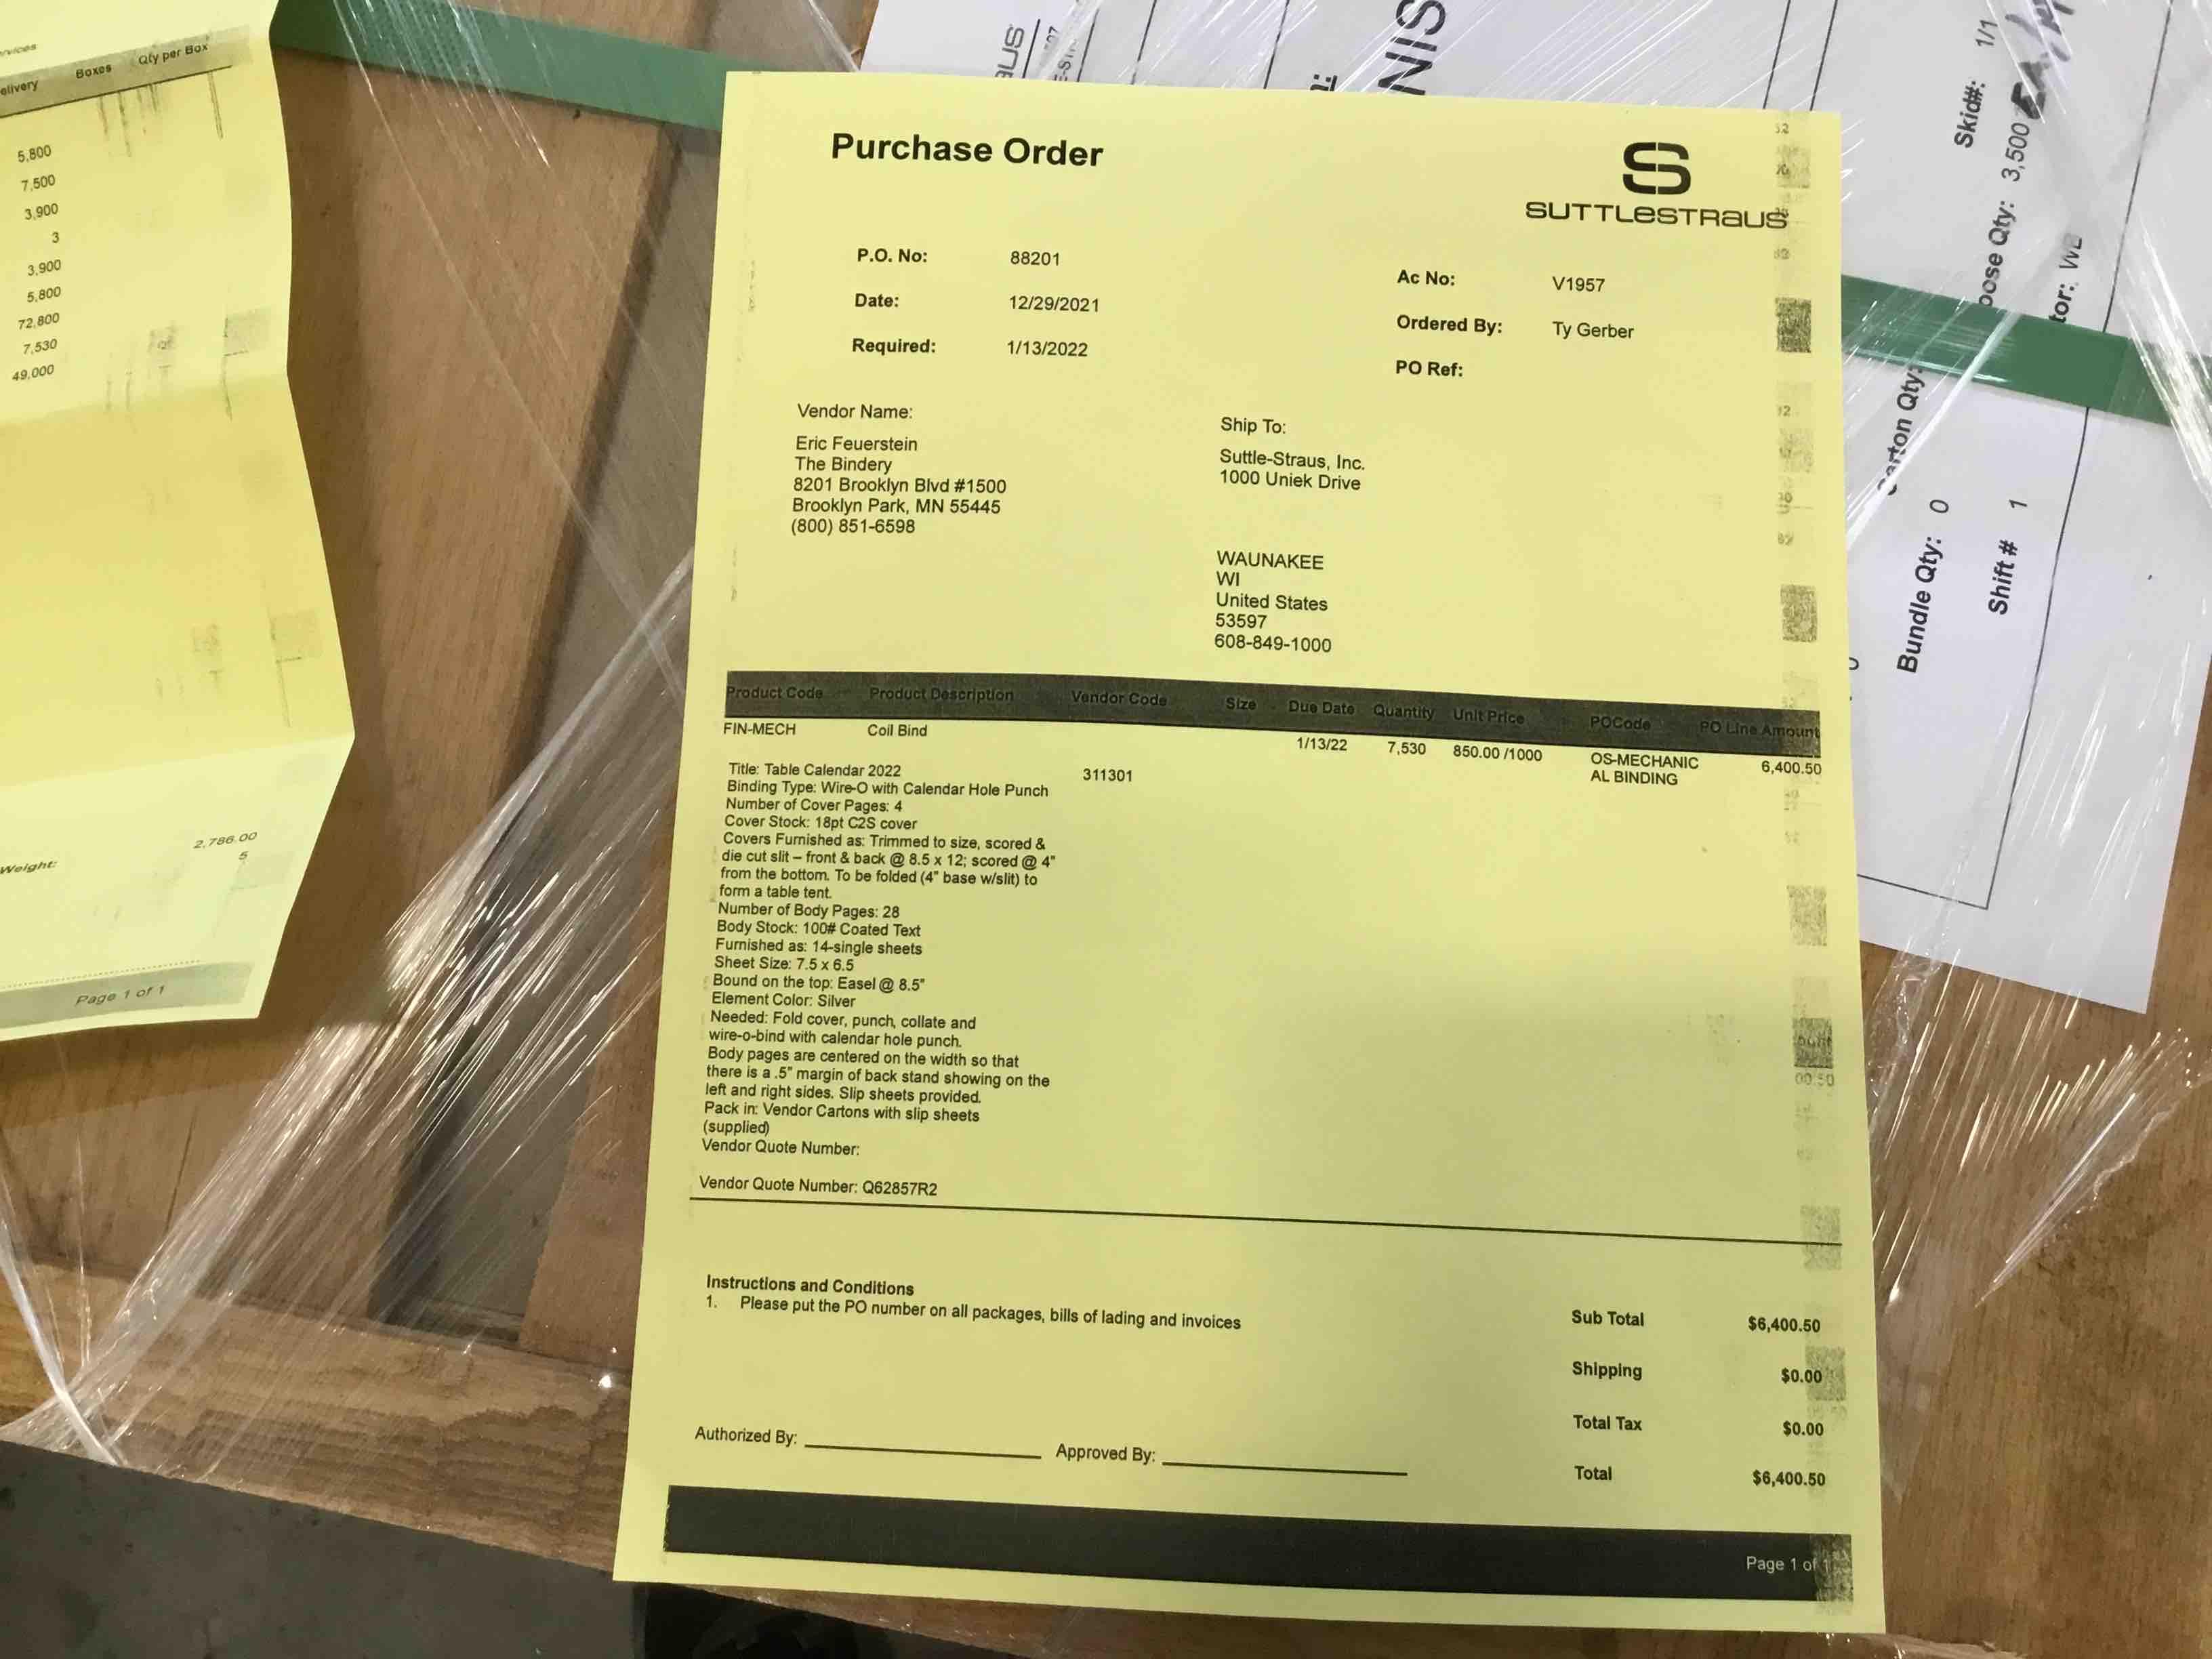 Qty per Box
Boxes
5,800
7,500
3,900
3
3,900
5,800
72,800
7,530
49,000
2,786.00
Weight:
5
Page 1 of 1
Purchase Order
SUTTLESTRAUS
P.O. No: 88201
Date: 12/29/2021
Required: 1/13/2022
Ac No: V1957
Ordered By: Ty Gerber
PO Ref:
Vendor Name:
Eric Feuerstein
The Bindery
8201 Brooklyn Blvd #1500
Brooklyn Park, MN 55445
(800) 851-6598
Ship To:
Suttle-Straus, Inc.
1000 Uniek Drive
WAUNAKEE
WI
United States
53597
608-849-1000
Product Code Product Description Vendor Code Size Due Date Quantity Unit Price POCode PO Line Amount
FIN-MECH Coil Bind 1/13/22 7,530 850.00 /1000 OS-MECHANIC 6,400.50
AL BINDING
Title: Table Calendar 2022 311301
Binding Type: Wire-O with Calendar Hole Punch
Number of Cover Pages: 4
Cover Stock: 18pt C2S cover
Covers Furnished as: Trimmed to size, scored &
die cut slit – front & back @ 8.5 x 12; scored @ 4"
from the bottom. To be folded (4" base w/slit) to
form a table tent.
Number of Body Pages: 28
Body Stock: 100# Coated Text
Furnished as: 14-single sheets
Sheet Size: 7.5 x 6.5
Bound on the top: Easel @ 8.5"
Element Color: Silver
Needed: Fold cover, punch, collate and
wire-o-bind with calendar hole punch.
Body pages are centered on the width so that
there is a .5" margin of back stand showing on the
left and right sides. Slip sheets provided.
Pack in: Vendor Cartons with slip sheets
(supplied)
Vendor Quote Number:
Vendor Quote Number: Q62857R2
Instructions and Conditions
1. Please put the PO number on all packages, bills of lading and invoices
Sub Total $6,400.50
Shipping $0.00
Total Tax $0.00
Total $6,400.50
Authorized By:
Approved By:
Page 1 of 1
Skid#: 1/1
Qty: 3,500
Qty:
Bundle Qty: 0
Shift # 1